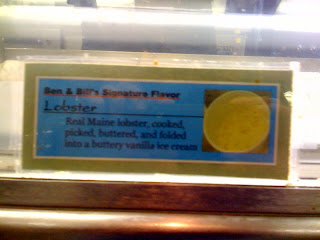 Ben & Bill's Signature Flavor
Lobster
Real Maine lobster, cooked,
picked, buttered, and folded
into a buttery vanilla ice cream